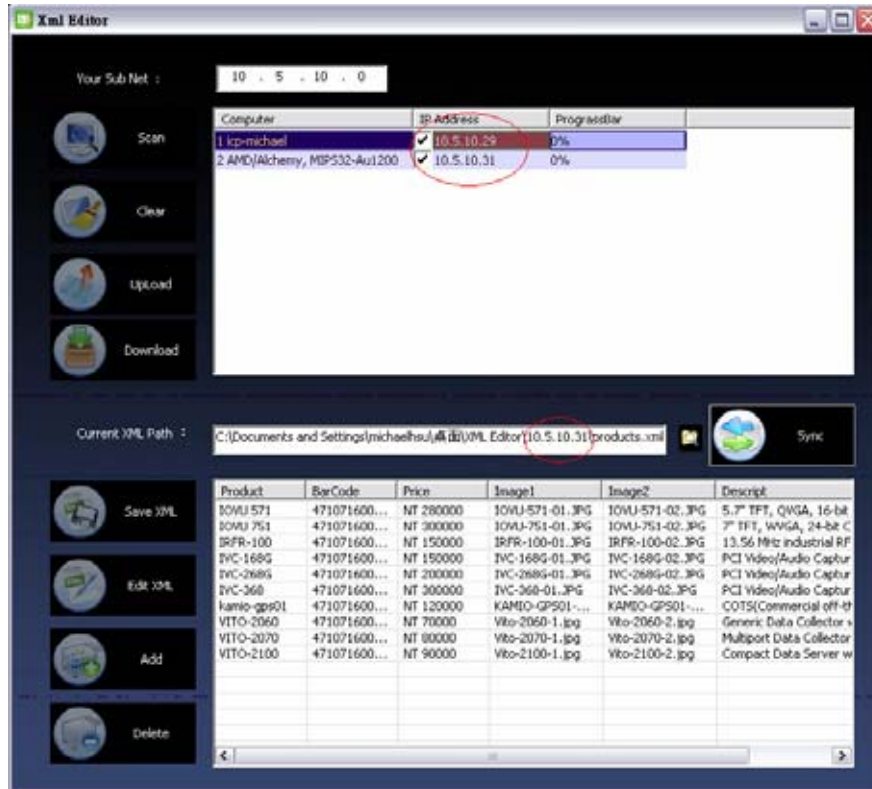 Xml Editor
Your Sub Net :
10 . 5 . 10 . 0
Scan
Clear
UpLoad
Download
Computer IP Address PrograssBar
1 icp-michael 10.5.10.29 0%
2 AMD/Alchemy, MIPS32-Au1200 10.5.10.31 0%
Current XML Path :
C:\Documents and Settings\michaelhsu\桌面\XML Editor\10.5.10.31\products.xml
Sync
Save XML
Edit XML
Add
Delete
Product BarCode Price Image1 Image2 Descript
IOVU 571 471071600... NT 280000 IOVU-571-01.JPG IOVU-571-02.JPG 5.7" TFT, QVGA, 16-bit
IOVU 751 471071600... NT 300000 IOVU-751-01.JPG IOVU-751-02.JPG 7" TFT, WVGA, 24-bit C
IRFR-100 471071600... NT 150000 IRFR-100-01.JPG IRFR-100-02.JPG 13.56 MHz industrial RF
IVC-168G 471071600... NT 150000 IVC-168G-01.JPG IVC-168G-02.JPG PCI Video/Audio Captur
IVC-268G 471071600... NT 200000 IVC-268G-01.JPG IVC-268G-02.JPG PCI Video/Audio Captur
IVC-360 471071600... NT 300000 IVC-360-01.JPG IVC-360-02.JPG PCI Video/Audio Captur
kamio-gps01 471071600... NT 120000 KAMIO-GPS01-... KAMIO-GPS01-... COTS(Commercial off-th
VITO-2060 471071600... NT 70000 Vito-2060-1.jpg Vito-2060-2.jpg Generic Data Collector
VITO-2070 471071600... NT 80000 Vito-2070-1.jpg Vito-2070-2.jpg Multiport Data Collector
VITO-2100 471071600... NT 90000 Vito-2100-1.jpg Vito-2100-2.jpg Compact Data Server w